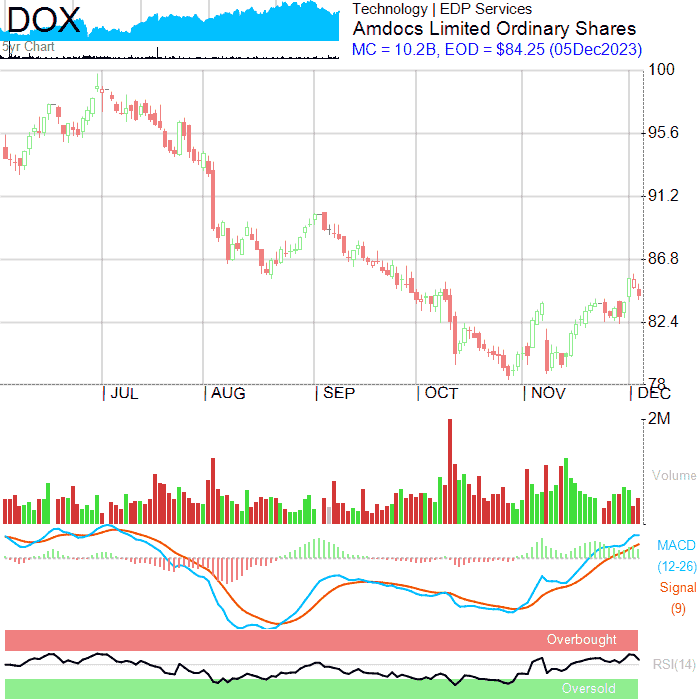 DOX
5yr Chart
Technology | EDP Services
Amdocs Limited Ordinary Shares
MC = 10.2B, EOD = $84.25 (05Dec2023)
100
95.6
91.2
86.8
82.4
78
JUL AUG SEP OCT NOV DEC
2M
Volume
MACD
(12-26)
Signal
(9)
Overbought
RSI(14)
Oversold